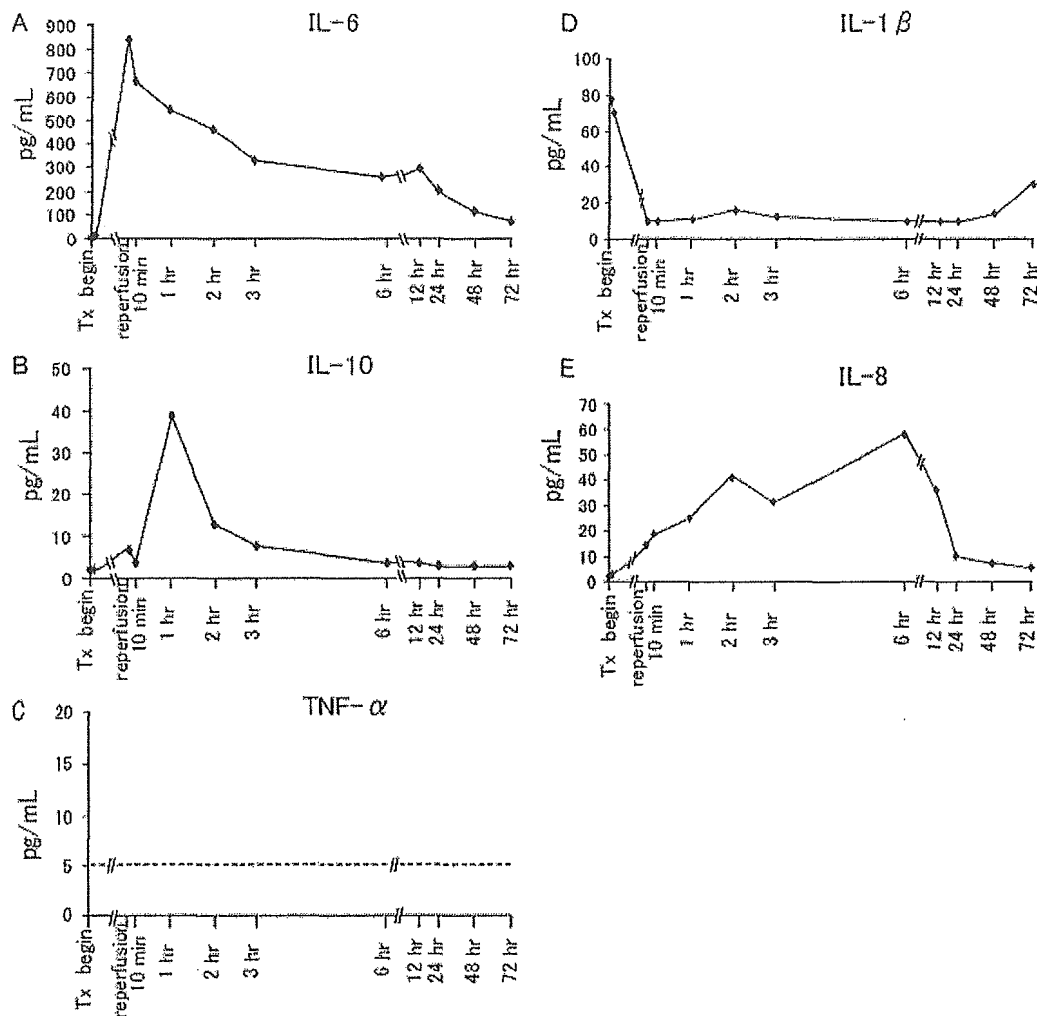 A
IL-6
pg/mL
900
800
700
600
500
400
300
200
100
0
Tx begin
reperfusion
10 min
1 hr
2 hr
3 hr
6 hr
12 hr
24 hr
48 hr
72 hr
B
IL-10
pg/mL
50
40
30
20
10
0
Tx begin
reperfusion
10 min
1 hr
2 hr
3 hr
6 hr
12 hr
24 hr
48 hr
72 hr
C
TNF-α
pg/mL
20
15
10
5
0
Tx begin
reperfusion
10 min
1 hr
2 hr
3 hr
6 hr
12 hr
24 hr
48 hr
72 hr
D
IL-1β
pg/mL
100
80
60
40
20
0
Tx begin
reperfusion
10 min
1 hr
2 hr
3 hr
6 hr
12 hr
24 hr
48 hr
72 hr
E
IL-8
pg/mL
70
60
50
40
30
20
10
0
Tx begin
reperfusion
10 min
1 hr
2 hr
3 hr
6 hr
12 hr
24 hr
48 hr
72 hr